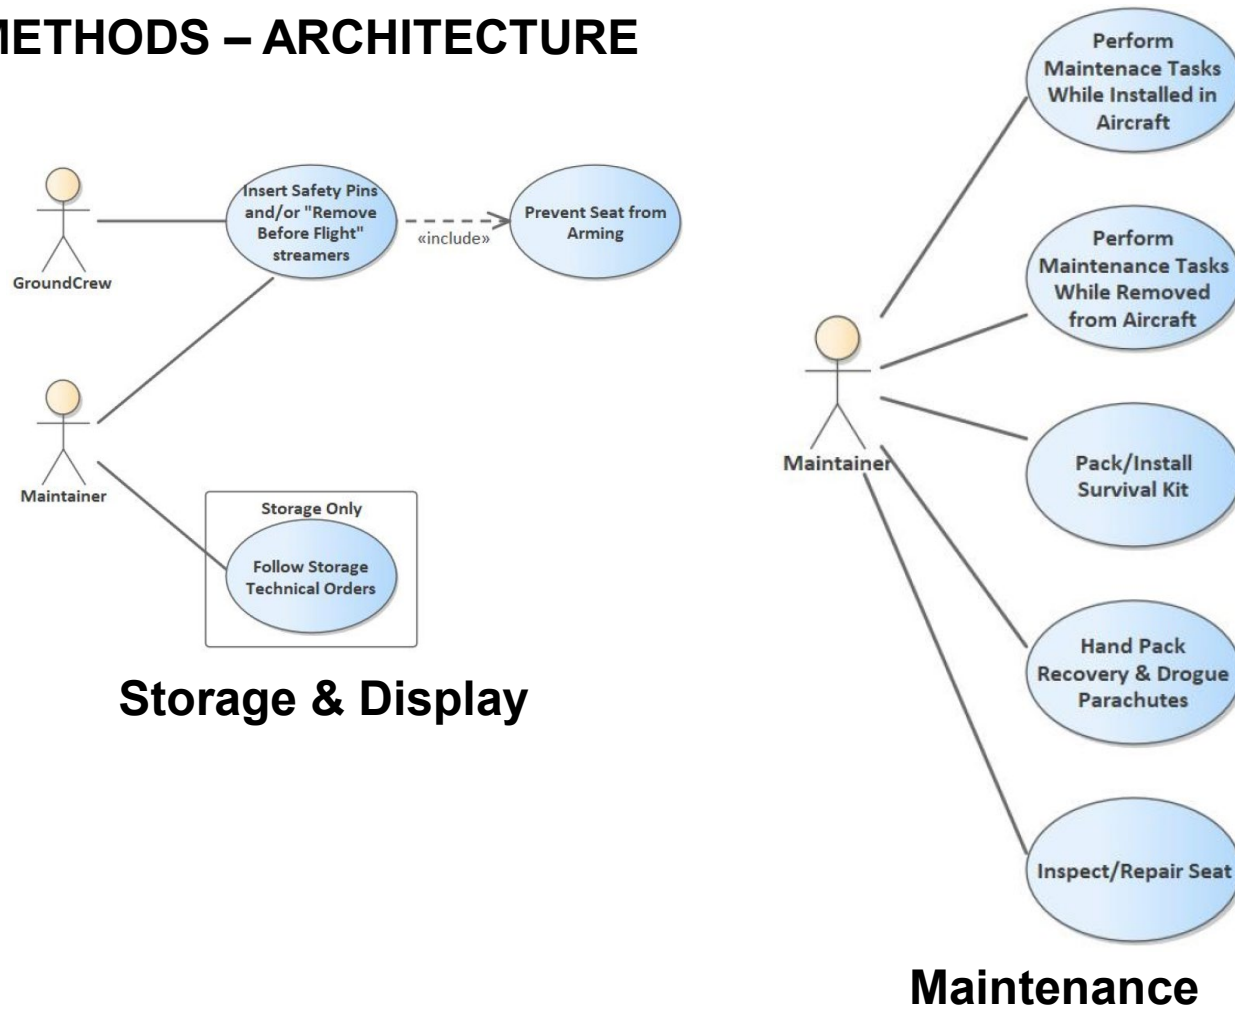 METHODS – ARCHITECTURE
Insert Safety Pins
and/or "Remove
Before Flight"
streamers
«include»
Prevent Seat from
Arming
GroundCrew
Maintainer
Storage Only
Follow Storage
Technical Orders
Storage & Display
Perform
Maintenace Tasks
While Installed in
Aircraft
Perform
Maintenance Tasks
While Removed
from Aircraft
Maintainer
Pack/Install
Survival Kit
Hand Pack
Recovery & Drogue
Parachutes
Inspect/Repair Seat
Maintenance